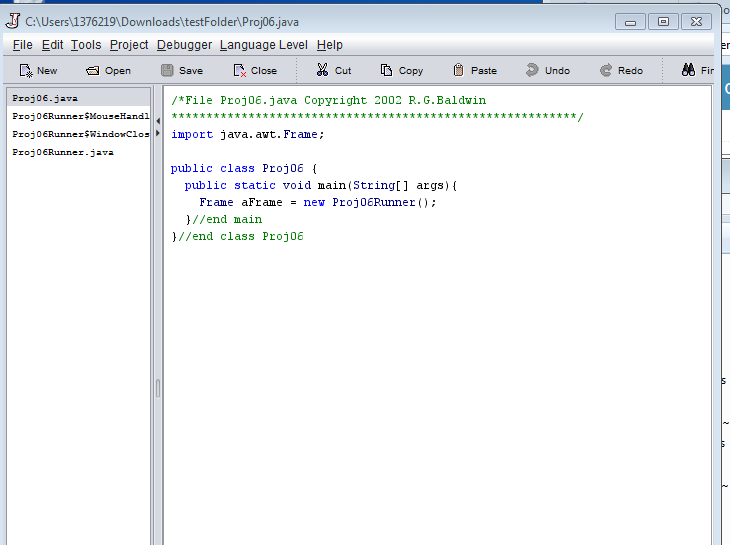 C:\Users\1376219\Downloads\testFolder\Proj06.java
File Edit Tools Project Debugger Language Level Help
New Open Save Close Cut Copy Paste Undo Redo Fir
Proj06.java
Proj06Runner$MouseHandl
Proj06Runner$WindowClos
Proj06Runner.java
/*File Proj06.java Copyright 2002 R.G.Baldwin
**********************************************************/
import java.awt.Frame;
public class Proj06 {
public static void main(String[] args){
Frame aFrame = new Proj06Runner();
}//end main
}//end class Proj06